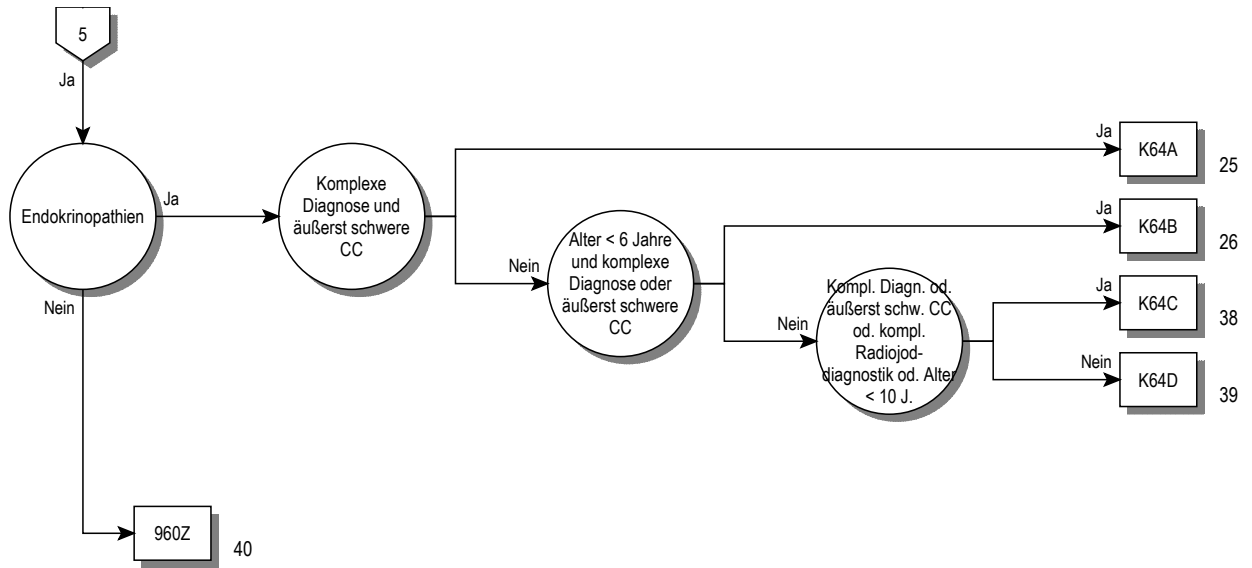 5
Ja
Endokrinopathien
Ja
Nein
Komplexe
Diagnose und
äußerst schwere
CC
Nein
Alter < 6 Jahre
und komplexe
Diagnose oder
äußerst schwere
CC
Nein
Kompl. Diagn. od.
äußerst schw. CC
od. kompl.
Radiojod-
diagnostik od. Alter
< 10 J.
Ja
K64A
25
Ja
K64B
26
Ja
K64C
38
Nein
K64D
39
960Z
40